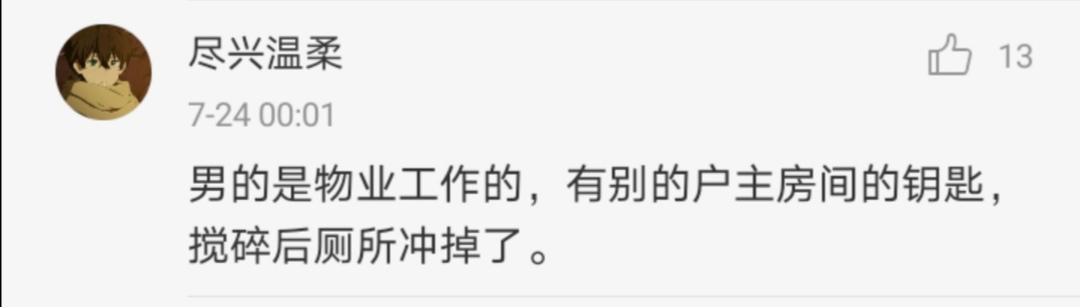 尽兴温柔
13
7-24 00:01
男的是物业工作的，有别的户主房间的钥匙，
搅碎后厕所冲掉了。